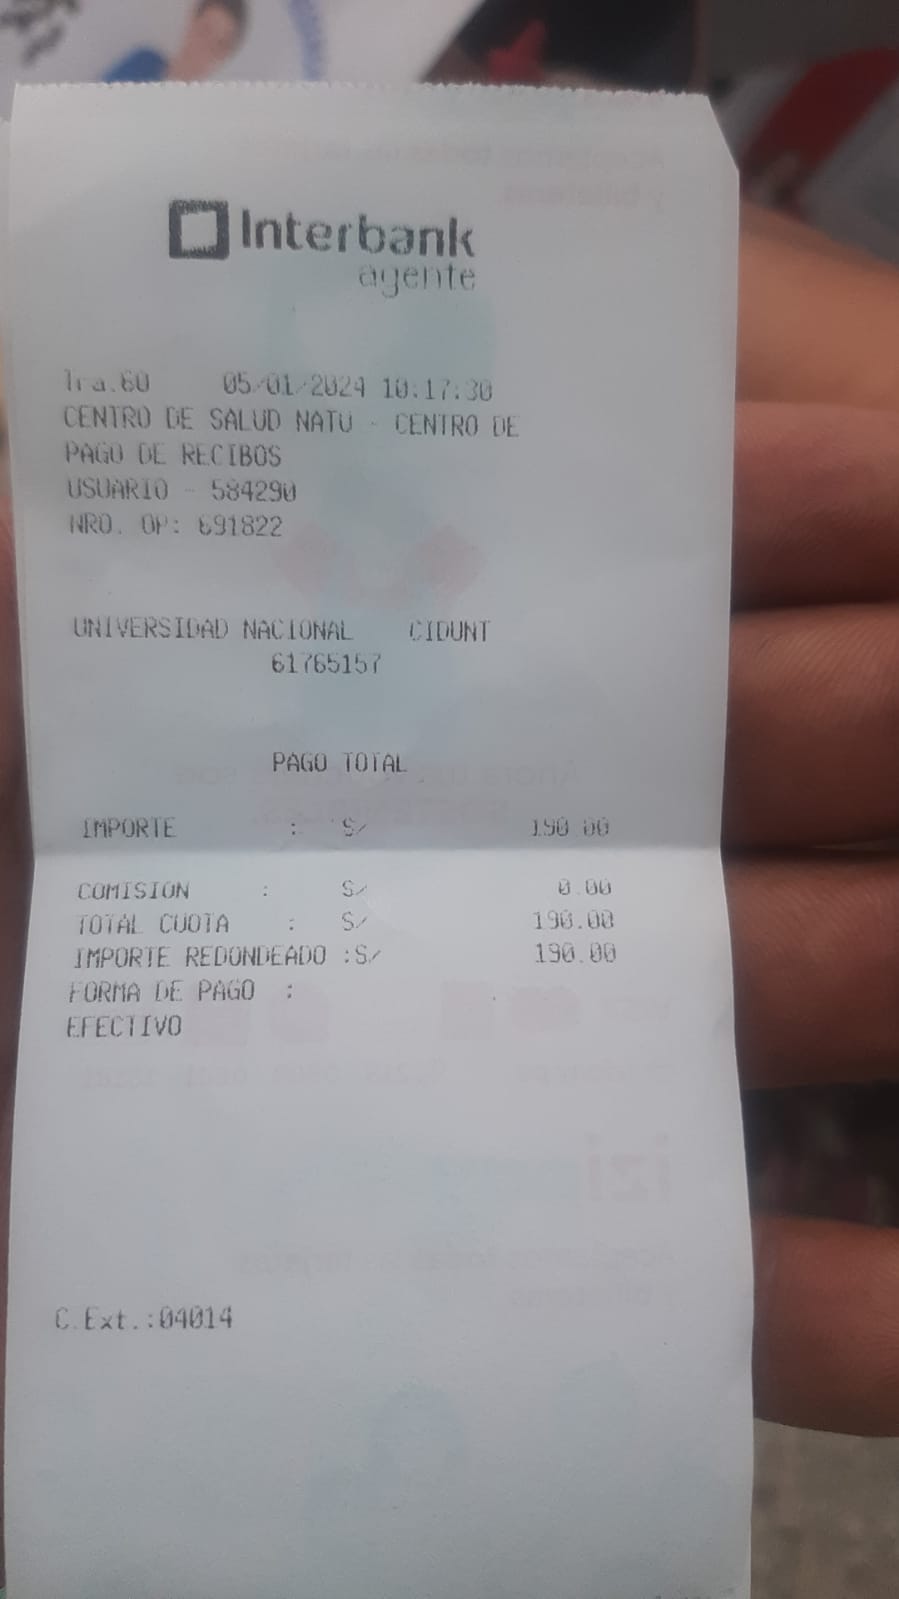 Interbank
agente
Tra.60 05/01/2024 10:17:30
CENTRO DE SALUD NATU - CENTRO DE
PAGO DE RECIBOS
USUARIO - 584290
NRO. OP: 691822
UNIVERSIDAD NACIONAL CIDUNT
61765157
PAGO TOTAL
IMPORTE : S/ 190.00
COMISION : S/ 0.00
TOTAL CUOTA : S/ 190.00
IMPORTE REDONDEADO :S/ 190.00
FORMA DE PAGO :
EFECTIVO
C.Ext.:04014